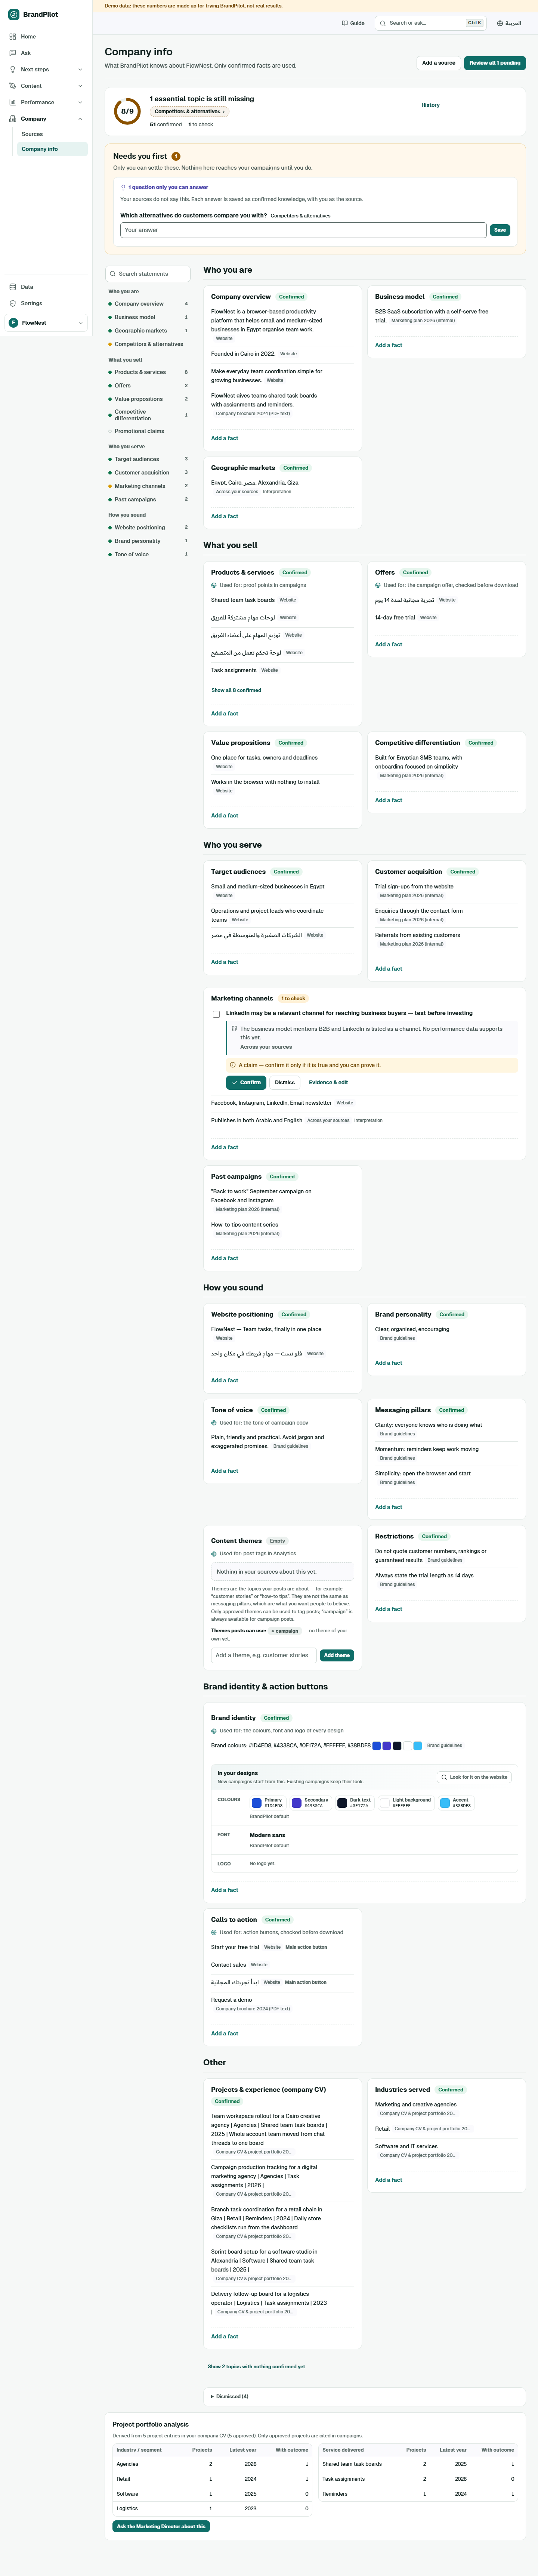 Demo data: these numbers are made-up for trying BrandPilot, not real results.
BrandPilot
Home
Ask
Next steps
Content
Performance
Company
Sources
Company info
Data
Settings
F FlowNest
Guide
Search or ask...
Ctrl K
العربية
Company info
What BrandPilot knows about FlowNest. Only confirmed facts are used.
Add a source
Review all 1 pending
8/9
1 essential topic is still missing
Competitors & alternatives
51 confirmed 1 to check
History
Needs you first 1
Only you can settle these. Nothing here reaches your campaigns until you do.
1 question only you can answer
Your sources do not say this. Each answer is saved as confirmed knowledge, with you as the source.
Which alternatives do customers compare you with? Competitors & alternatives
Your answer
Save
Search statements
Who you are
Company overview 4
Business model 1
Geographic markets 1
Competitors & alternatives
What you sell
Products & services 8
Offers 2
Value propositions 2
Competitive differentiation 1
Promotional claims
Who you serve
Target audiences 3
Customer acquisition 3
Marketing channels 2
Past campaigns 2
How you sound
Website positioning 2
Brand personality 1
Tone of voice 1
Who you are
Company overview Confirmed
FlowNest is a browser-based productivity
platform that helps small and medium-sized
businesses in Egypt organise team work.
Website
Founded in Cairo in 2022. Website
Make everyday team coordination simple for
growing businesses. Website
FlowNest gives teams shared task boards
with assignments and reminders.
Company brochure 2024 (PDF text)
Add a fact
Business model Confirmed
B2B SaaS subscription with a self-serve free
trial. Marketing plan 2026 (internal)
Add a fact
Geographic markets Confirmed
Egypt, Cairo, مصر, Alexandria, Giza
Across your sources Interpretation
Add a fact
What you sell
Products & services Confirmed
Used for: proof points in campaigns
Shared team task boards Website
لوحات مهام مشتركة للفريق Website
توزيع المهام على أعضاء الفريق Website
لوحة تحكم تعمل من المتصفح Website
Task assignments Website
Show all 8 confirmed
Add a fact
Offers Confirmed
Used for: the campaign offer, checked before download
تجربة مجانية لمدة 14 يوم Website
14-day free trial Website
Add a fact
Value propositions Confirmed
One place for tasks, owners and deadlines
Website
Works in the browser with nothing to install
Website
Add a fact
Competitive differentiation Confirmed
Built for Egyptian SMB teams, with
onboarding focused on simplicity
Marketing plan 2026 (internal)
Add a fact
Who you serve
Target audiences Confirmed
Small and medium-sized businesses in Egypt
Website
Operations and project leads who coordinate
teams Website
الشركات الصغيرة والمتوسطة في مصر Website
Add a fact
Customer acquisition Confirmed
Trial sign-ups from the website
Marketing plan 2026 (internal)
Enquiries through the contact form
Marketing plan 2026 (internal)
Referrals from existing customers
Marketing plan 2026 (internal)
Add a fact
Marketing channels 1 to check
LinkedIn may be a relevant channel for reaching business buyers — test before investing
The business model mentions B2B and LinkedIn is listed as a channel. No performance data supports
this yet.
Across your sources
A claim — confirm it only if it is true and you can prove it.
Confirm
Dismiss
Evidence & edit
Facebook, Instagram, LinkedIn, Email newsletter Website
Publishes in both Arabic and English Across your sources Interpretation
Add a fact
Past campaigns Confirmed
"Back to work" September campaign on
Facebook and Instagram
Marketing plan 2026 (internal)
How-to tips content series
Marketing plan 2026 (internal)
Add a fact
How you sound
Website positioning Confirmed
FlowNest — Team tasks, finally in one place
Website
فلو نست — مهام فريقك في مكان واحد Website
Add a fact
Brand personality Confirmed
Clear, organised, encouraging
Brand guidelines
Add a fact
Tone of voice Confirmed
Used for: the tone of campaign copy
Plain, friendly and practical. Avoid jargon and
exaggerated promises. Brand guidelines
Add a fact
Messaging pillars Confirmed
Clarity: everyone knows who is doing what
Brand guidelines
Momentum: reminders keep work moving
Brand guidelines
Simplicity: open the browser and start
Brand guidelines
Add a fact
Content themes Empty
Used for: post tags in Analytics
Nothing in your sources about this yet.
Themes are the topics your posts are about — for example
"customer stories" or "how-to tips". They are not the same as
messaging pillars, which are what you want people to believe.
Only approved themes can be used to tag posts; "campaign" is
always available for campaign posts.
Themes posts can use: + campaign — no theme of your
own yet.
Add a theme, e.g. customer stories
Add theme
Restrictions Confirmed
Do not quote customer numbers, rankings or
guaranteed results Brand guidelines
Always state the trial length as 14 days
Brand guidelines
Add a fact
Brand identity & action buttons
Brand identity Confirmed
Used for: the colours, font and logo of every design
Brand colours: #1D4ED8, #4338CA, #0F172A, #FFFFFF, #38BDF8 Brand guidelines
In your designs
New campaigns start from this. Existing campaigns keep their look.
Look for it on the website
COLOURS
Primary #1D4ED8
Secondary #4338CA
Dark text #0F172A
Light background #FFFFFF
Accent #38BDF8
BrandPilot default
FONT
Modern sans
BrandPilot default
LOGO
No logo yet.
Add a fact
Calls to action Confirmed
Used for: action buttons, checked before download
Start your free trial Website Main action button
Contact sales Website
ابدأ تجربتك المجانية Website Main action button
Request a demo
Company brochure 2024 (PDF text)
Add a fact
Other
Projects & experience (company CV)
Confirmed
Team workspace rollout for a Cairo creative
agency | Agencies | Shared team task boards |
2025 | Whole account team moved from chat
threads to one board
Company CV & project portfolio 20...
Campaign production tracking for a digital
marketing agency | Agencies | Task
assignments | 2026 |
Company CV & project portfolio 20...
Branch task coordination for a retail chain in
Giza | Retail | Reminders | 2024 | Daily store
checklists run from the dashboard
Company CV & project portfolio 20...
Sprint board setup for a software studio in
Alexandria | Software | Shared team task
boards | 2025 |
Company CV & project portfolio 20...
Delivery follow-up board for a logistics
operator | Logistics | Task assignments | 2023
| Company CV & project portfolio 20...
Add a fact
Industries served Confirmed
Marketing and creative agencies
Company CV & project portfolio 20...
Retail Company CV & project portfolio 20...
Software and IT services
Company CV & project portfolio 20...
Add a fact
Show 2 topics with nothing confirmed yet
Dismissed (4)
Project portfolio analysis
Derived from 5 project entries in your company CV (5 approved). Only approved projects are cited in campaigns.
Industry / segment Projects Latest year With outcome
Agencies 2 2026 1
Retail 1 2024 1
Software 1 2025 0
Logistics 1 2023 0
Service delivered Projects Latest year With outcome
Shared team task boards 2 2025 1
Task assignments 2 2026 0
Reminders 1 2024 1
Ask the Marketing Director about this